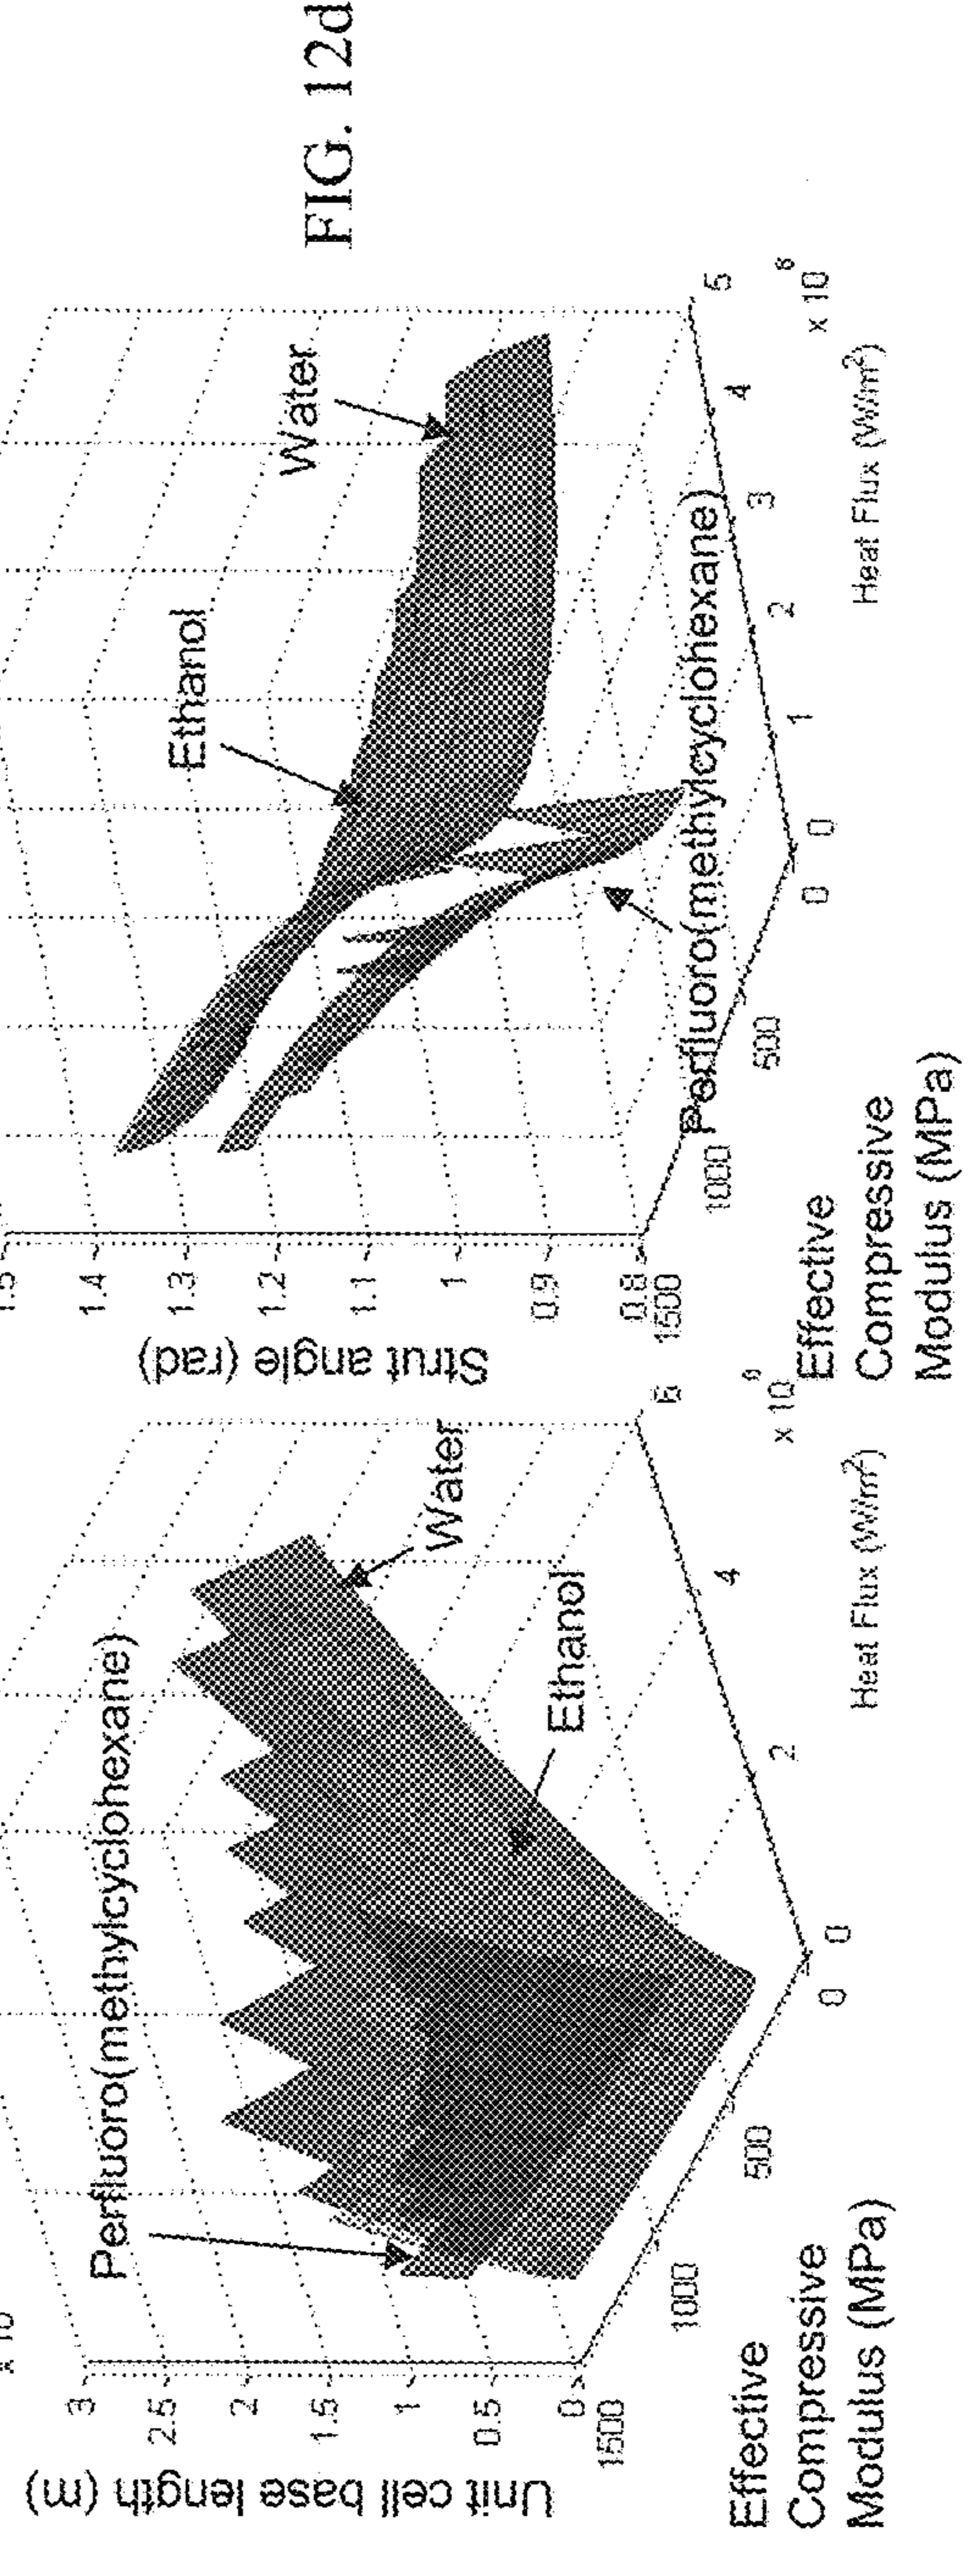 x 10
Unit cell base length (m)
3
2.5
2
1.5
1
0.5
0
1500
1000
500
0
0
2
4
6
Perfluoro(methylcyclohexane)
Water
Ethanol
Effective
Compressive
Modulus (MPa)
Heat Flux (W/m²)
Strut angle (rad)
1.5
1.4
1.3
1.2
1.1
1
0.9
0.8
1500
1000
500
0
0
1
2
3
4
5
x 10⁶
Ethanol
Water
Perfluoro(methylcyclohexane)
Effective
Compressive
Modulus (MPa)
Heat Flux (W/m²)
FIG. 12d